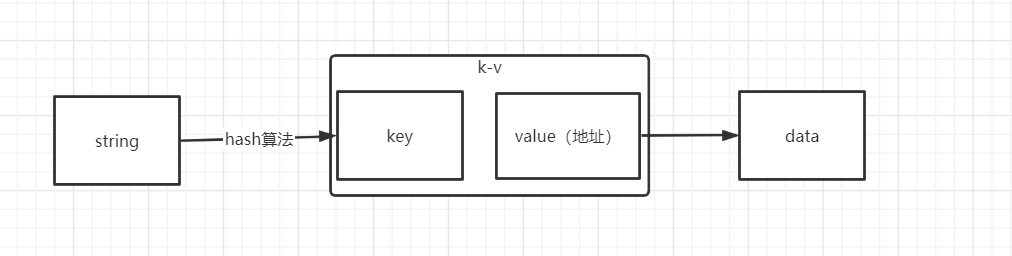 k-v
string
hash算法
key
value（地址）
data